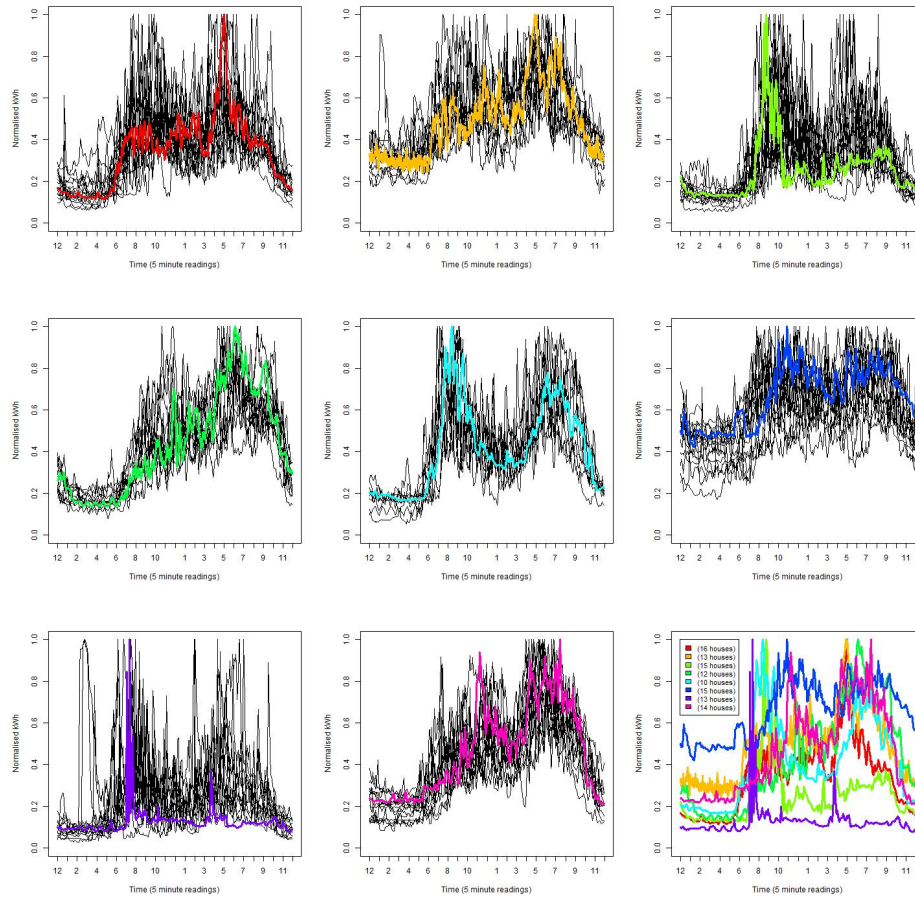 1.0
0.8
0.6
0.4
0.2
0.0
Normalised kWh
12 2 4 6 8 10 1 3 5 7 9 11
Time (5 minute readings)
1.0
0.8
0.6
0.4
0.2
0.0
Normalised kWh
12 2 4 6 8 10 1 3 5 7 9 11
Time (5 minute readings)
1.0
0.8
0.6
0.4
0.2
0.0
Normalised kWh
12 2 4 6 8 10 1 3 5 7 9 11
Time (5 minute readings)
1.0
0.8
0.6
0.4
0.2
0.0
Normalised kWh
12 2 4 6 8 10 1 3 5 7 9 11
Time (5 minute readings)
1.0
0.8
0.6
0.4
0.2
0.0
Normalised kWh
12 2 4 6 8 10 1 3 5 7 9 11
Time (5 minute readings)
1.0
0.8
0.6
0.4
0.2
0.0
Normalised kWh
12 2 4 6 8 10 1 3 5 7 9 11
Time (5 minute readings)
1.0
0.8
0.6
0.4
0.2
0.0
Normalised kWh
12 2 4 6 8 10 1 3 5 7 9 11
Time (5 minute readings)
1.0
0.8
0.6
0.4
0.2
0.0
Normalised kWh
12 2 4 6 8 10 1 3 5 7 9 11
Time (5 minute readings)
1.0
0.8
0.6
0.4
0.2
0.0
Normalised kWh
(16 houses)
(13 houses)
(15 houses)
(12 houses)
(10 houses)
(15 houses)
(13 houses)
(14 houses)
12 2 4 6 8 10 1 3 5 7 9 11
Time (5 minute readings)